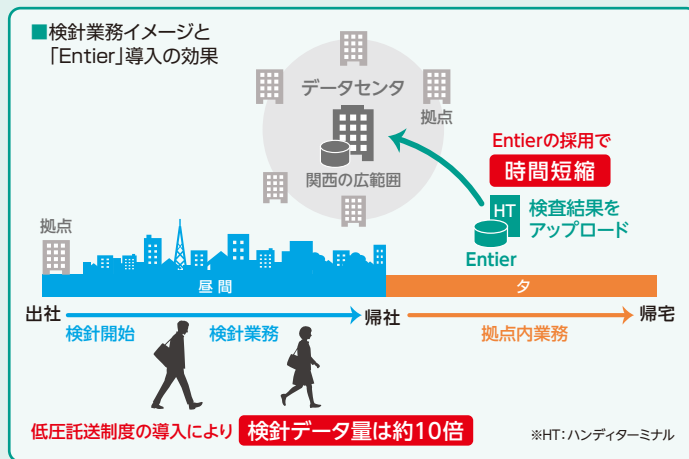 ■検針業務イメージと
「Entier」導入の効果
データセンタ
拠点
関西の広範囲
Entierの採用で
時間短縮
HT
検査結果を
アップロード
Entier
拠点
昼間
夕
出社
帰社
帰宅
検針開始
検針業務
拠点内業務
低圧託送制度の導入により 検針データ量は約10倍
※HT:ハンディターミナル